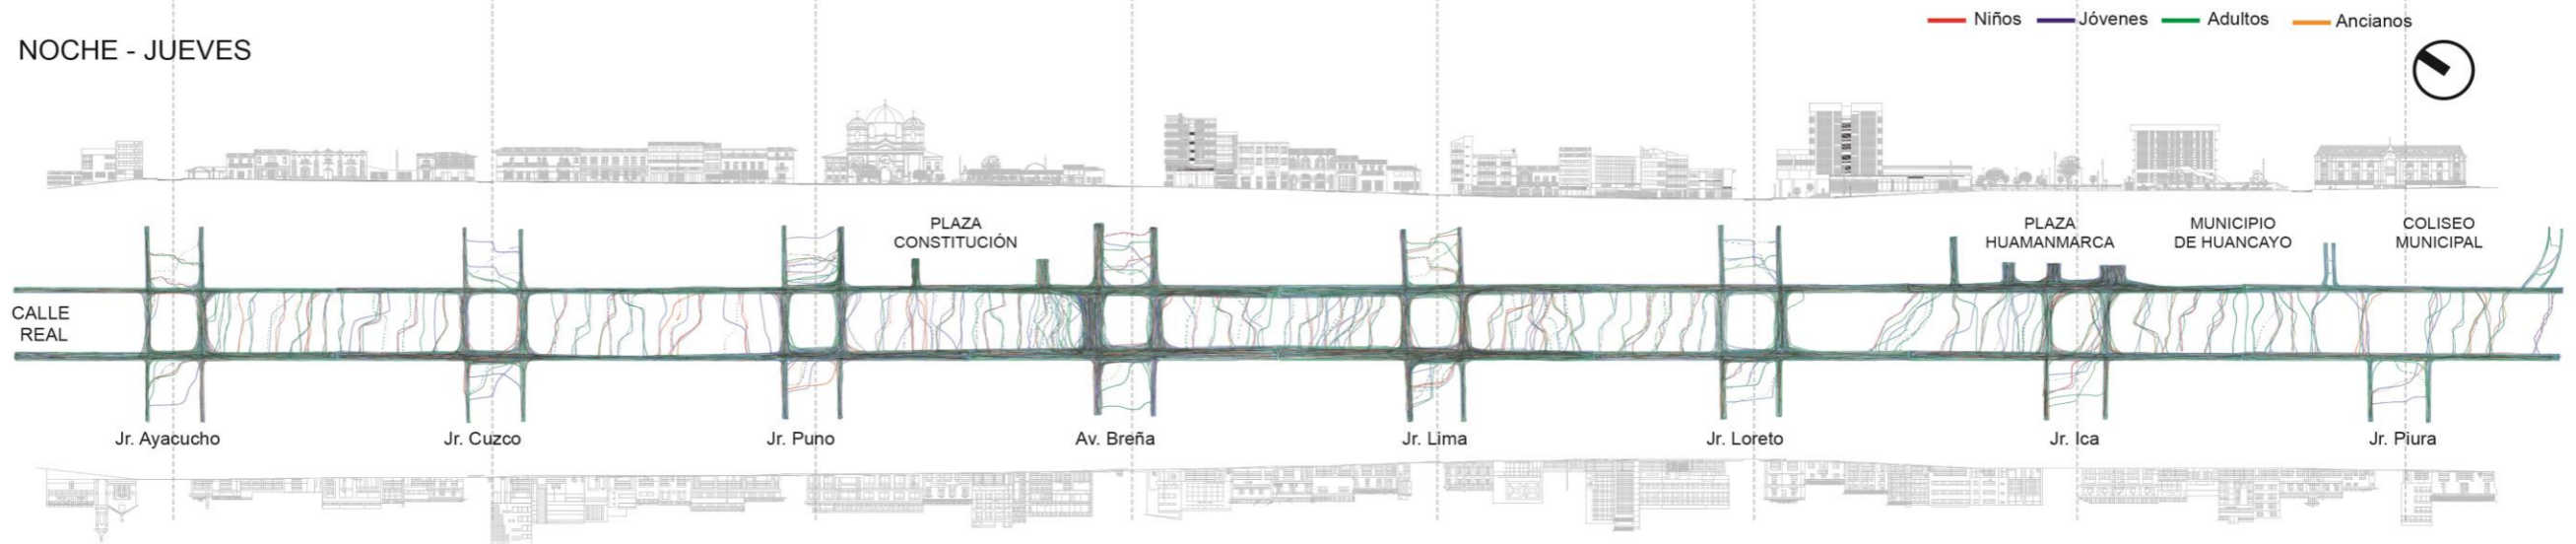 Niños
Jóvenes
Adultos
Ancianos
NOCHE - JUEVES
PLAZA
CONSTITUCIÓN
PLAZA
HUAMANMARCA
MUNICIPIO
DE HUANCAYO
COLISEO
MUNICIPAL
CALLE
REAL
Jr. Ayacucho
Jr. Cuzco
Jr. Puno
Av. Breña
Jr. Lima
Jr. Loreto
Jr. Ica
Jr. Piura